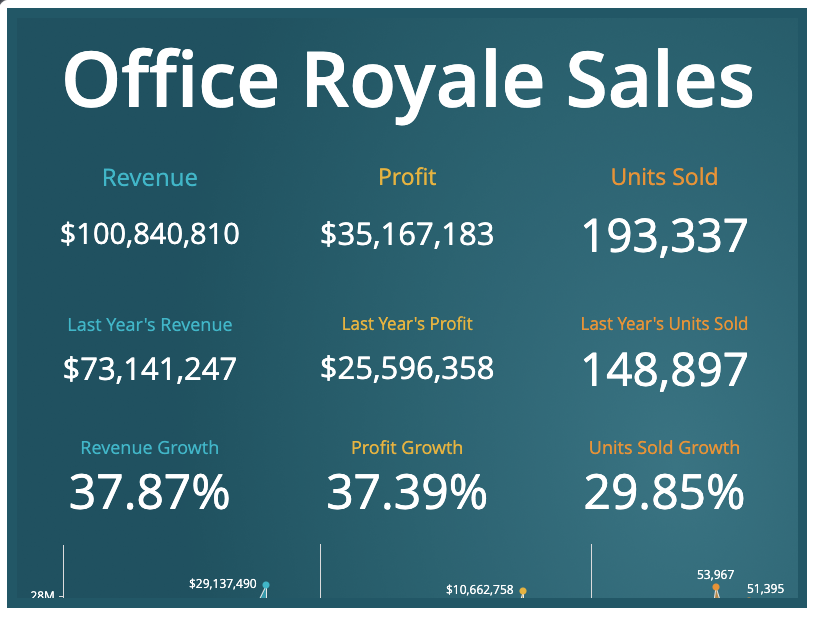 Office Royale Sales
Revenue Profit Units Sold
$100,840,810 $35,167,183 193,337
Last Year's Revenue Last Year's Profit Last Year's Units Sold
$73,141,247 $25,596,358 148,897
Revenue Growth Profit Growth Units Sold Growth
37.87% 37.39% 29.85%
53,967
$29,137,490 $10,662,758 51,395
28M